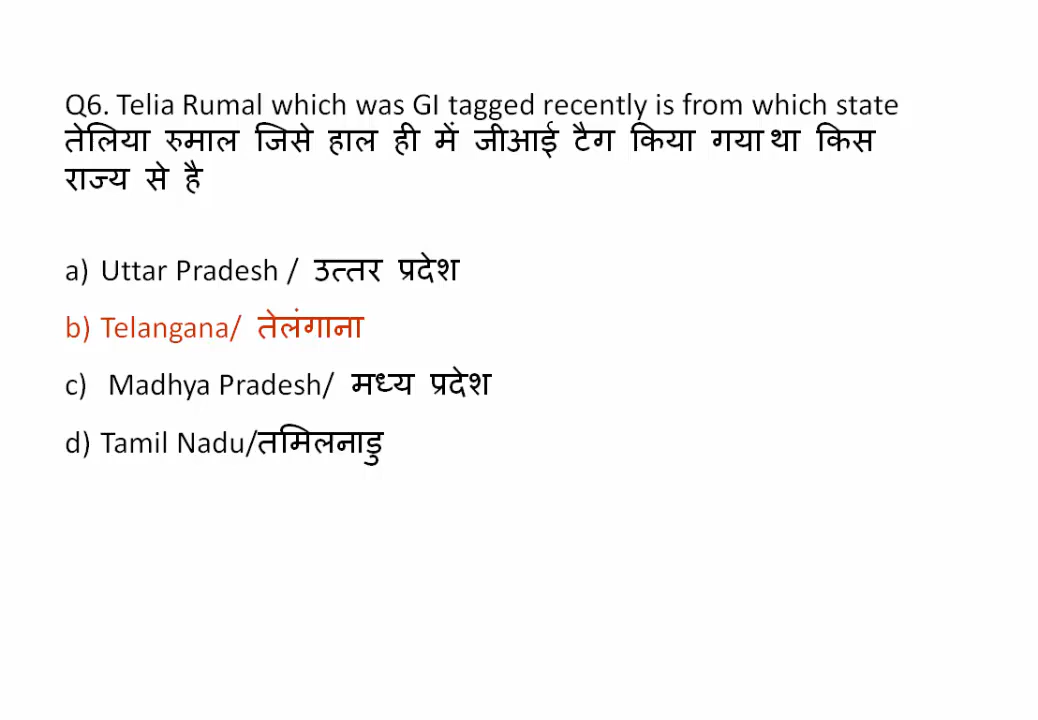 Q6. Telia Rumal which was GI tagged recently is from which state
तेलिया रुमाल जिसे हाल ही में जीआई टैग किया गया था किस
राज्य से है
a) Uttar Pradesh / उत्तर प्रदेश
b) Telangana/ तेलंगाना
c) Madhya Pradesh/ मध्य प्रदेश
d) Tamil Nadu/तमिलनाडु